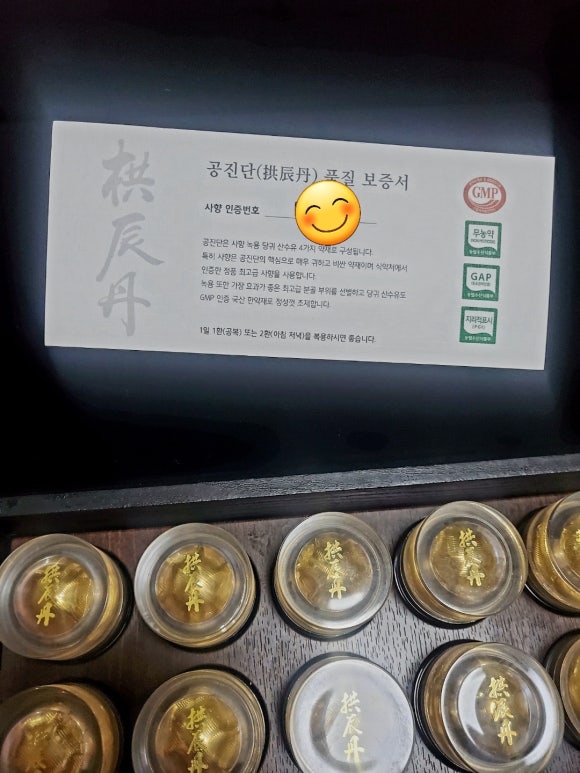 공진단(拱辰丹) 품질 보증서
사향 인증번호
공진단은 사향 녹용 당귀 산수유 4가지 약재로 구성됩니다.
특히 사향은 공진단의 핵심으로 매우 귀하고 비싼 약재이며 식약처에서
인증한 정품 최고급 사향을 사용합니다.
녹용 또한 가장 효과가 좋은 최고급 분골 부위를 선별하고 당귀 산수유도
GMP 인증 국산 한약재로 정성껏 조제합니다.
1일 1환(공복) 또는 2환(아침 저녁)을 복용하시면 좋습니다.
拱辰丹
GMP
무농약
GAP
지리적표시
拱辰丹
拱辰丹
拱辰丹
拱辰丹
拱辰丹
拱辰丹
拱辰丹